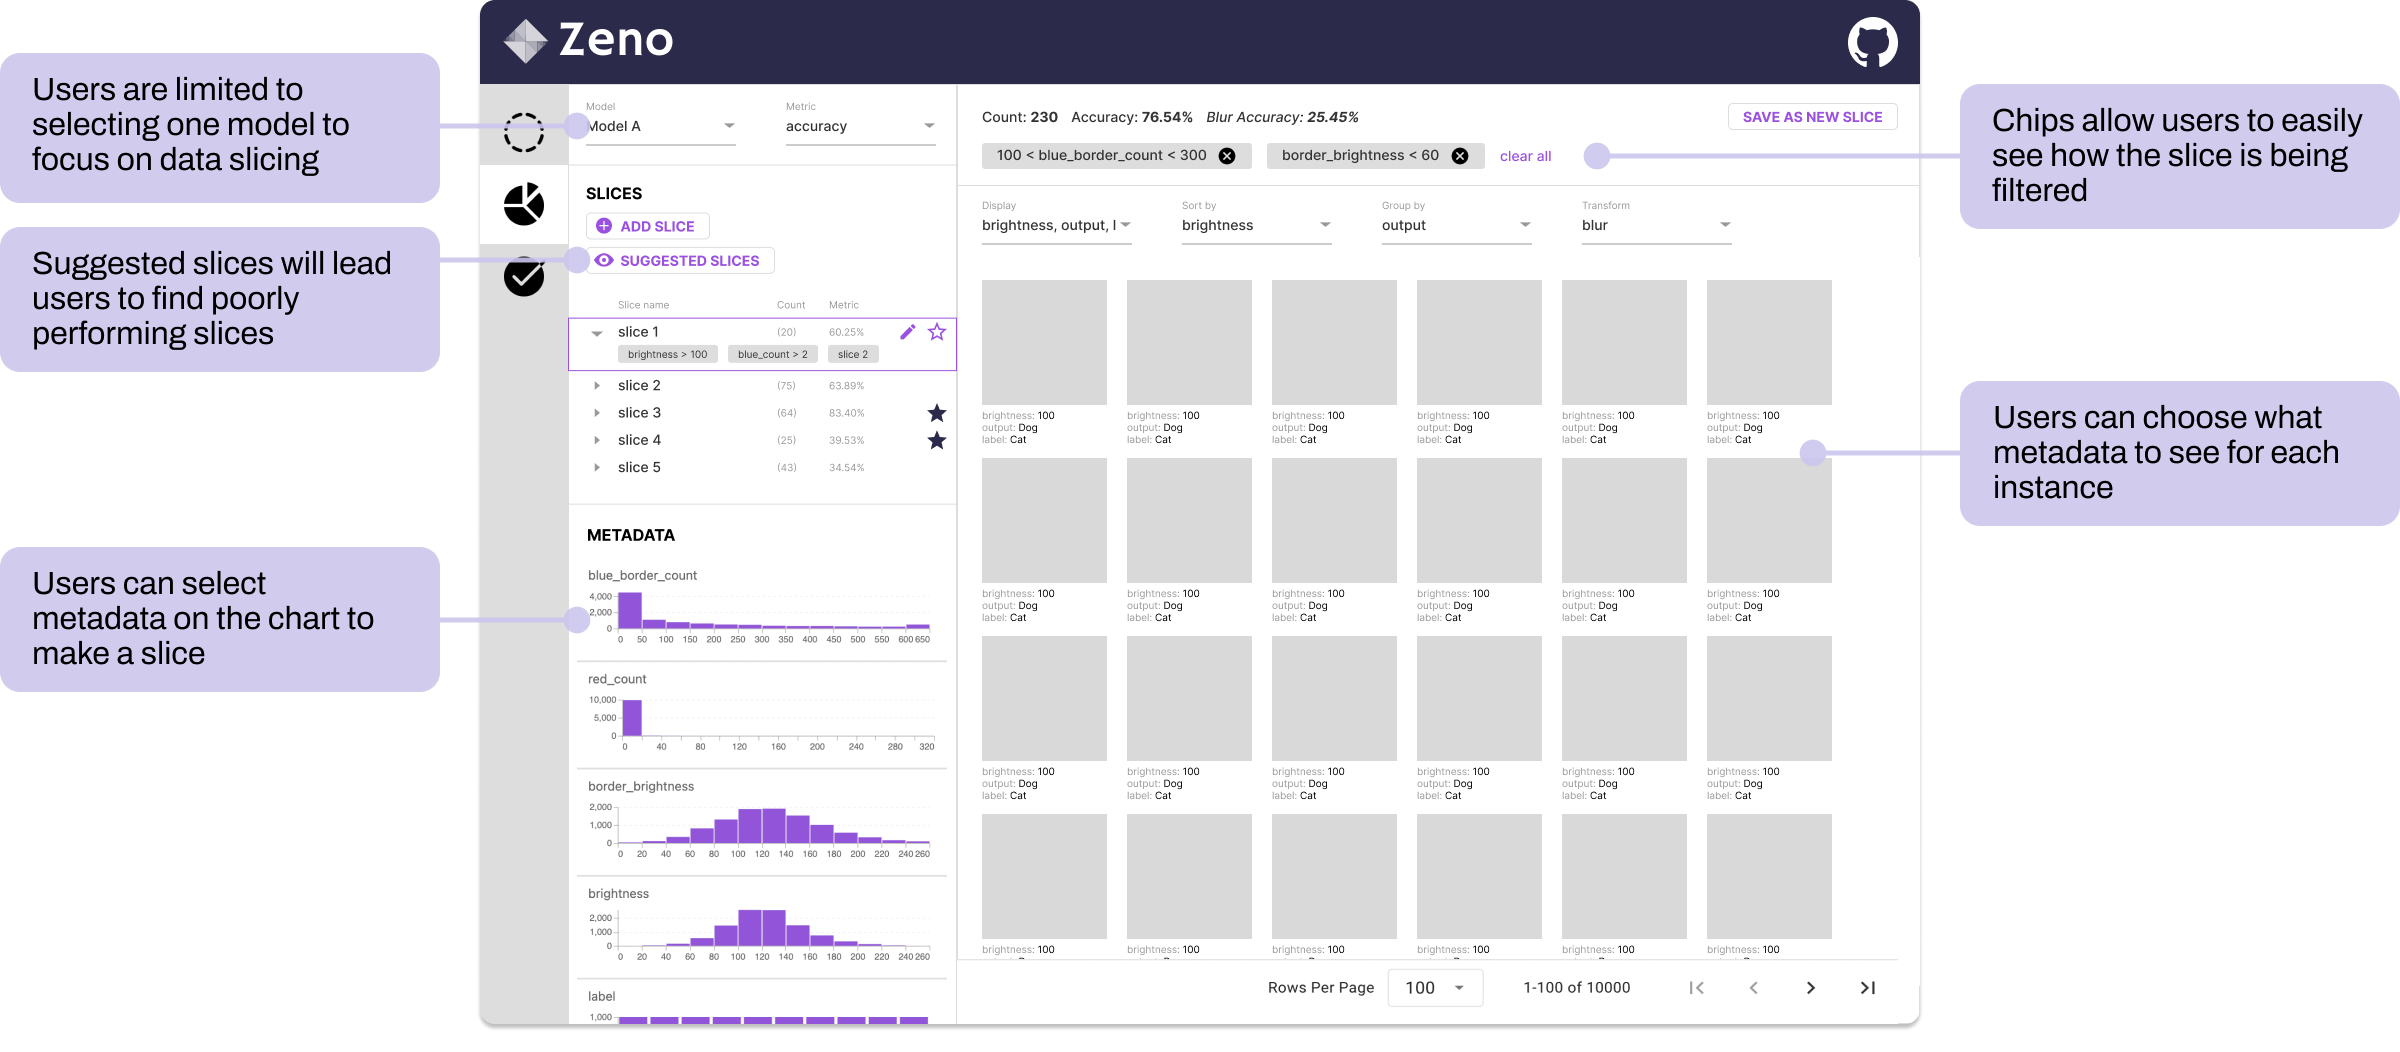 Zeno
Users are limited to
selecting one model to
focus on data slicing
Suggested slices will lead
users to find poorly
performing slices
Users can select
metadata on the chart to
make a slice
Model
Model A
Metric
accuracy
SLICES
ADD SLICE
SUGGESTED SLICES
Slice name Count Metric
slice 1 (20) 60.25%
brightness > 100 blue_count > 2 slice 2
slice 2 (75) 63.89%
slice 3 (64) 83.40%
slice 4 (25) 39.53%
slice 5 (43) 34.54%
METADATA
blue_border_count
4,000
2,000
0
0 50 100 150 200 250 300 350 400 450 500 550 600 650
red_count
10,000
5,000
0
0 40 80 120 160 200 240 280 320
border_brightness
2,000
1,000
0
0 20 40 60 80 100 120 140 160 180 200 220 240 260
brightness
2,000
1,000
0
0 20 40 60 80 100 120 140 160 180 200 220 240 260
label
1,000
Count: 230 Accuracy: 76.54% Blur Accuracy: 25.45%
SAVE AS NEW SLICE
100 < blue_border_count < 300 border_brightness < 60 clear all
Display Sort by Group by Transform
brightness, output, l brightness output blur
brightness: 100 brightness: 100 brightness: 100 brightness: 100 brightness: 100 brightness: 100
output: Dog output: Dog output: Dog output: Dog output: Dog output: Dog
label: Cat label: Cat label: Cat label: Cat label: Cat label: Cat
brightness: 100 brightness: 100 brightness: 100 brightness: 100 brightness: 100 brightness: 100
output: Dog output: Dog output: Dog output: Dog output: Dog output: Dog
label: Cat label: Cat label: Cat label: Cat label: Cat label: Cat
brightness: 100 brightness: 100 brightness: 100 brightness: 100 brightness: 100 brightness: 100
output: Dog output: Dog output: Dog output: Dog output: Dog output: Dog
label: Cat label: Cat label: Cat label: Cat label: Cat label: Cat
brightness: 100 brightness: 100 brightness: 100 brightness: 100 brightness: 100 brightness: 100
Rows Per Page 100 1-100 of 10000
Chips allow users to easily
see how the slice is being
filtered
Users can choose what
metadata to see for each
instance